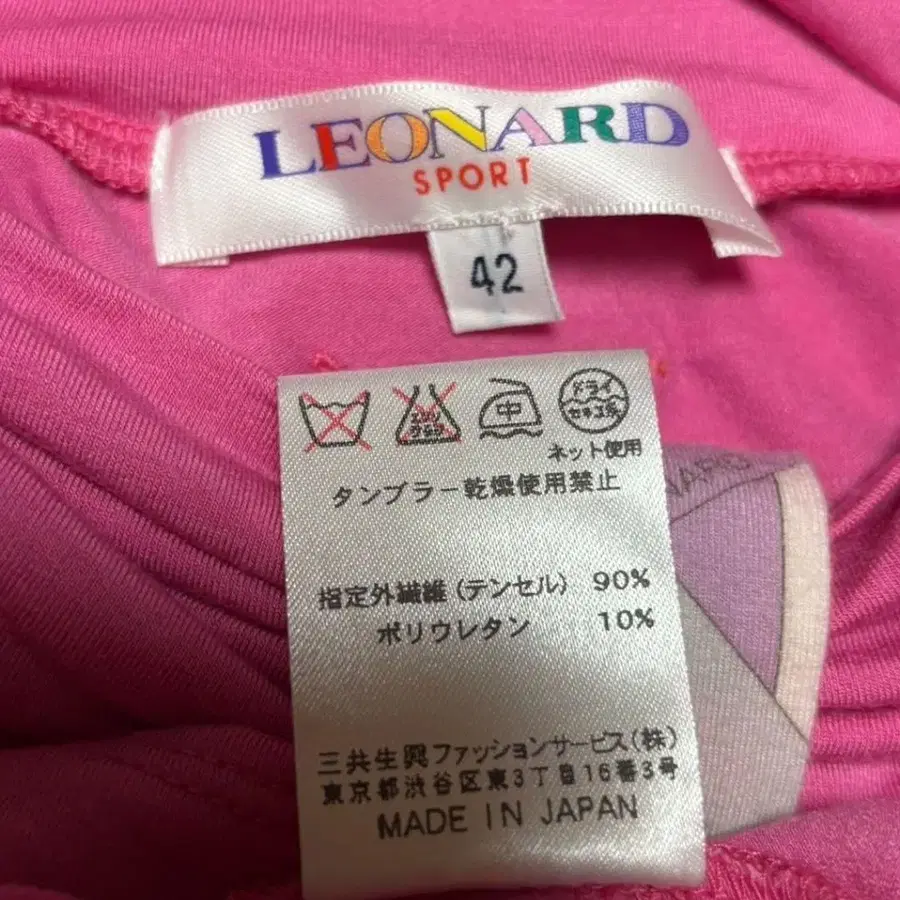 LEONARD
SPORT
42
中
ドライ
セキユ系
ネット使用
タンブラー乾燥使用禁止
指定外繊維(テンセル) 90%
ポリウレタン 10%
三共生興ファッションサービス(株)
東京都渋谷区東3丁目16番3号
MADE IN JAPAN